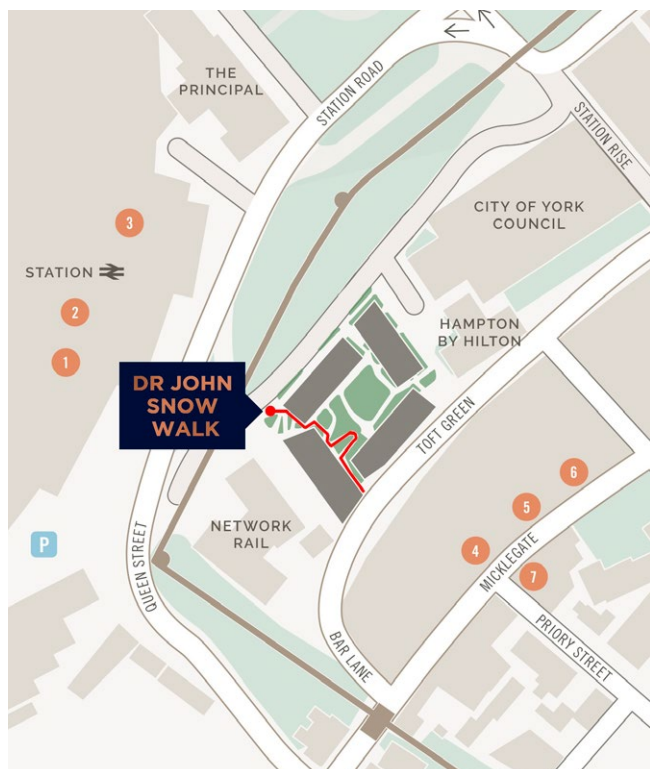 THE
PRINCIPAL
STATION ROAD
STATION RISE
3
CITY OF YORK
COUNCIL
STATION
2
HAMPTON
BY HILTON
1
DR JOHN
SNOW
WALK
TOFT GREEN
6
5
NETWORK
RAIL
P
4
MICKLEGATE
7
QUEEN STREET
PRIORY STREET
BAR LANE